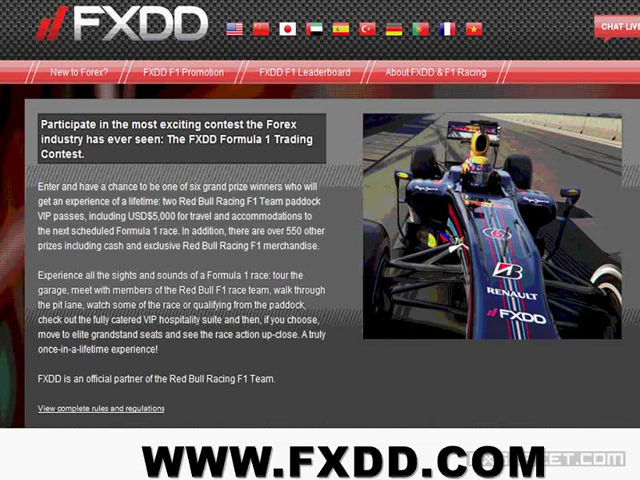 FXDD
CHAT LIVE
New to Forex?
FXDD F1 Promotion
FXDD F1 Leaderboard
About FXDD & F1 Racing
Participate in the most exciting contest the Forex
industry has ever seen: The FXDD Formula 1 Trading
Contest.
Enter and have a chance to be one of six grand prize winners who will
get an experience of a lifetime: two Red Bull Racing F1 Team paddock
VIP passes, including USD$5,000 for travel and accommodations to
the next scheduled Formula 1 race. In addition, there are over 550 other
prizes including cash and exclusive Red Bull Racing F1 merchandise.
Experience all the sights and sounds of a Formula 1 race: tour the
garage, meet with members of the Red Bull F1 race team, walk through
the pit lane, watch some of the race or qualifying from the paddock,
check out the fully catered VIP hospitality suite and then, if you choose,
move to elite grandstand seats and see the race action up-close. A truly
once-in-a-lifetime experience!
FXDD is an official partner of the Red Bull Racing F1 Team.
View complete rules and regulations
B
RENAULT
FXDD
WWW.FXDD.COM